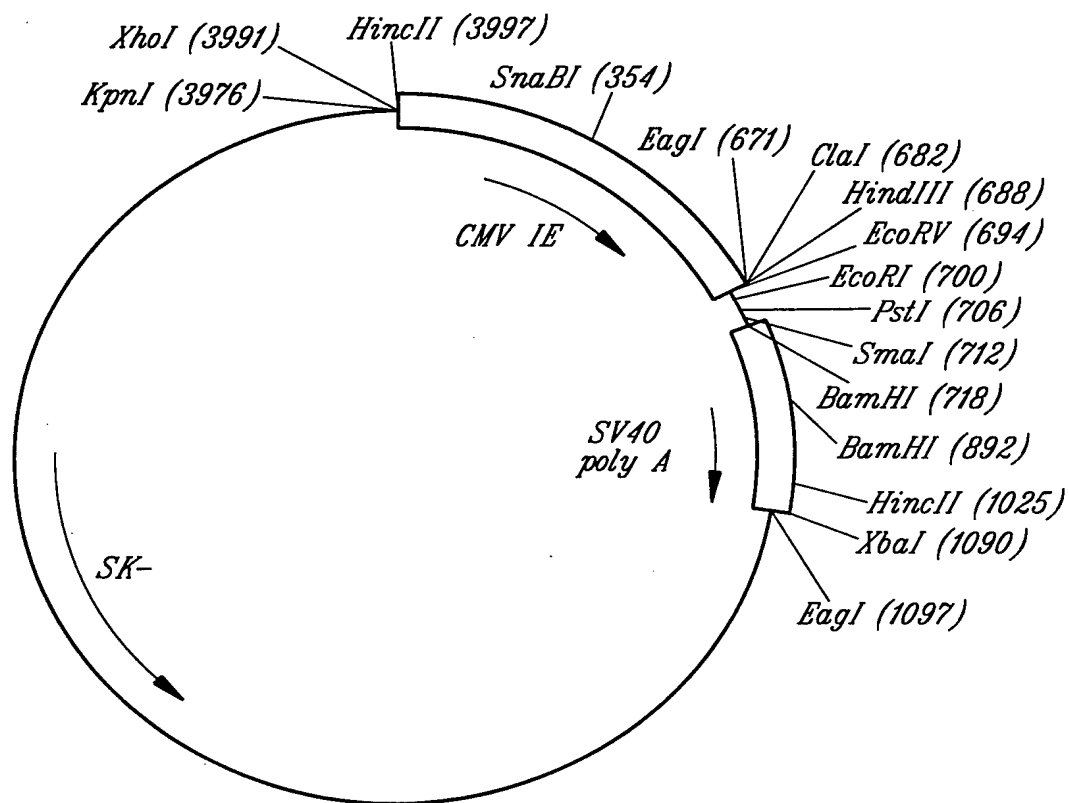 XhoI (3991)
HincII (3997)
KpnI (3976)
SnaBI (354)
EagI (671)
ClaI (682)
HindIII (688)
EcoRV (694)
EcoRI (700)
PstI (706)
SmaI (712)
BamHI (718)
BamHI (892)
HincII (1025)
XbaI (1090)
EagI (1097)
CMV IE
SV40
poly A
SK-